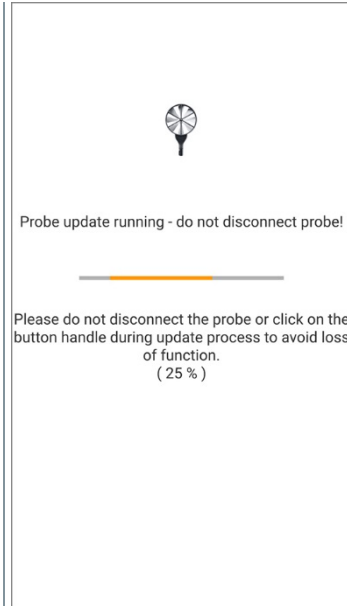 Probe update running - do not disconnect probe!
Please do not disconnect the probe or click on the
button handle during update process to avoid loss
of function.
( 25 % )